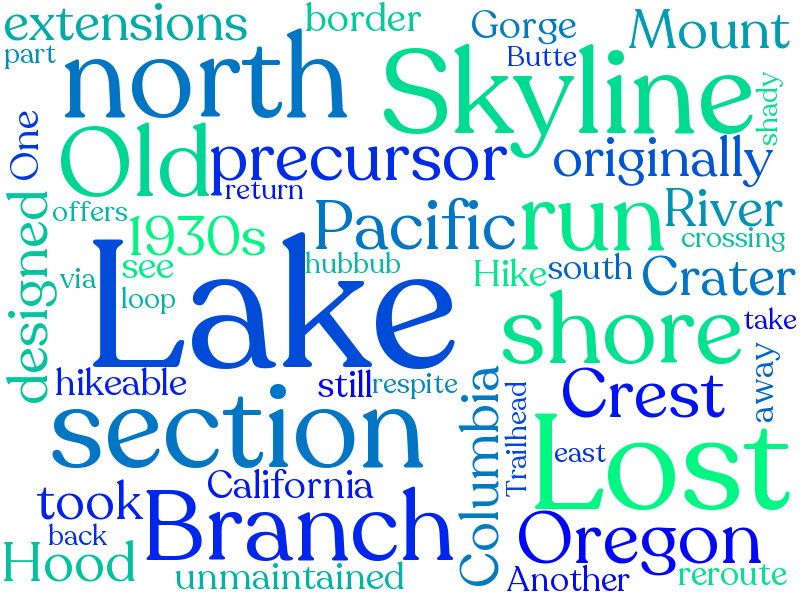 extensions
border
Gorge
Mount
part
Butte
north
Skyline
shady
One
Old
precursor
originally
return
designed
offers
1930s
Pacific
run
River
crossing
via
see
hubbub
loop
Lake
Hike
south
Crater
shore
take
hikeable
still
respite
Columbia
Trailhead
Crest
away
section
Lost
east
California
took
Branch
back
Oregon
Hood
unmaintained
Another
reroute